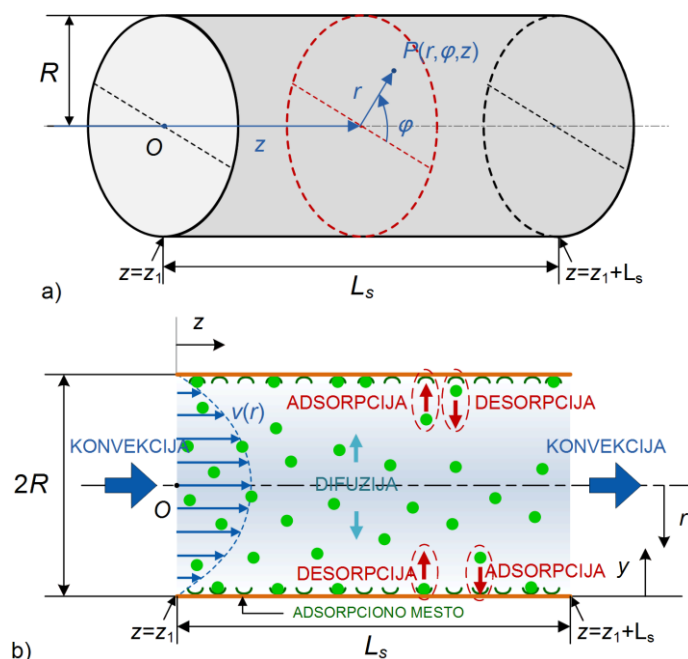 R
P(r,φ,z)
r
φ
O
z
z=z₁
Lₛ
z=z₁+Lₛ
a)
z
v(r)
ADSORPCIJA
DESORPCIJA
KONVEKCIJA
KONVEKCIJA
2R
DIFUZIJA
O
r
DESORPCIJA
ADSORPCIJA
y
ADSORPCIONO MESTO
z=z₁
Lₛ
z=z₁+Lₛ
b)